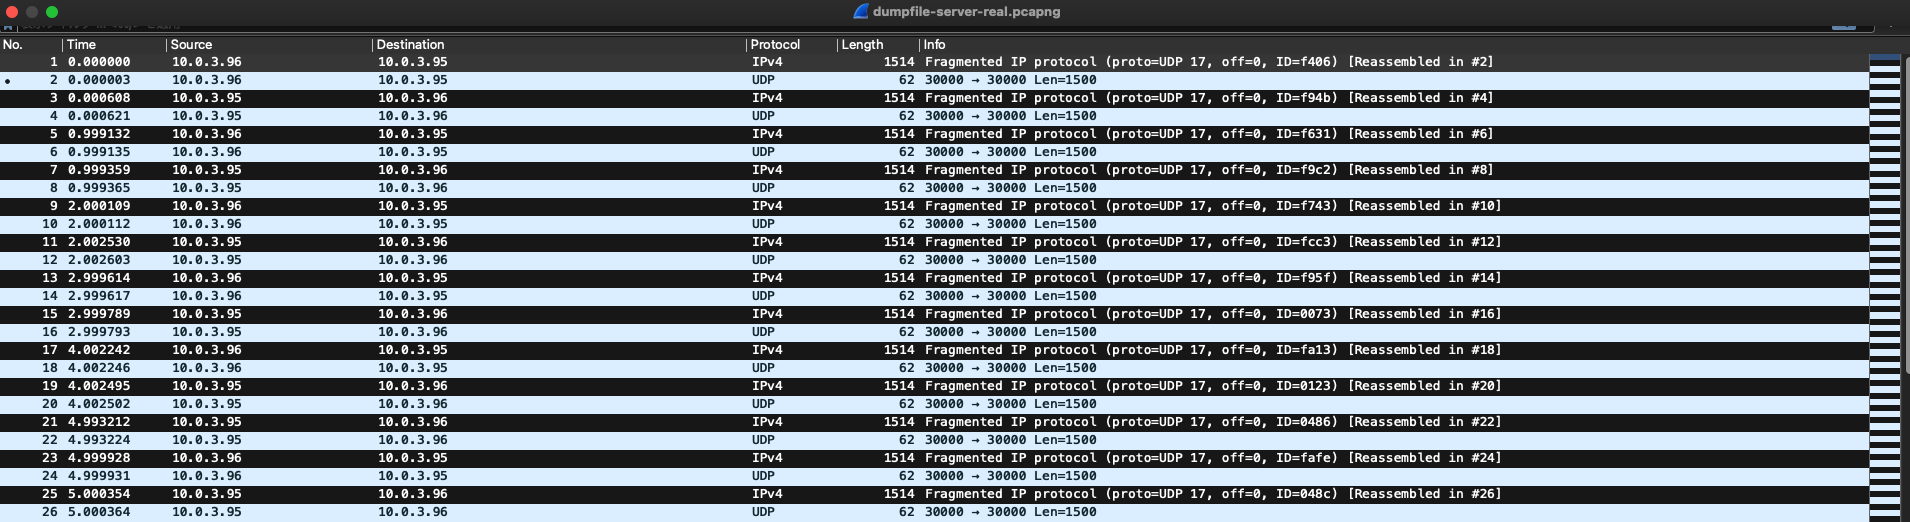 dumpfile-server-real.pcapng
No. Time Source Destination Protocol Length Info
1 0.000000 10.0.3.96 10.0.3.95 IPv4 1514 Fragmented IP protocol (proto=UDP 17, off=0, ID=f406) [Reassembled in #2]
2 0.000003 10.0.3.96 10.0.3.95 UDP 62 30000 → 30000 Len=1500
3 0.000608 10.0.3.95 10.0.3.96 IPv4 1514 Fragmented IP protocol (proto=UDP 17, off=0, ID=f94b) [Reassembled in #4]
4 0.000621 10.0.3.95 10.0.3.96 UDP 62 30000 → 30000 Len=1500
5 0.999132 10.0.3.96 10.0.3.95 IPv4 1514 Fragmented IP protocol (proto=UDP 17, off=0, ID=f631) [Reassembled in #6]
6 0.999135 10.0.3.96 10.0.3.95 UDP 62 30000 → 30000 Len=1500
7 0.999359 10.0.3.95 10.0.3.96 IPv4 1514 Fragmented IP protocol (proto=UDP 17, off=0, ID=f9c2) [Reassembled in #8]
8 0.999365 10.0.3.95 10.0.3.96 UDP 62 30000 → 30000 Len=1500
9 2.000109 10.0.3.96 10.0.3.95 IPv4 1514 Fragmented IP protocol (proto=UDP 17, off=0, ID=f743) [Reassembled in #10]
10 2.000112 10.0.3.96 10.0.3.95 UDP 62 30000 → 30000 Len=1500
11 2.002530 10.0.3.95 10.0.3.96 IPv4 1514 Fragmented IP protocol (proto=UDP 17, off=0, ID=fcc3) [Reassembled in #12]
12 2.002603 10.0.3.95 10.0.3.96 UDP 62 30000 → 30000 Len=1500
13 2.999614 10.0.3.96 10.0.3.95 IPv4 1514 Fragmented IP protocol (proto=UDP 17, off=0, ID=f95f) [Reassembled in #14]
14 2.999617 10.0.3.96 10.0.3.95 UDP 62 30000 → 30000 Len=1500
15 2.999789 10.0.3.95 10.0.3.96 IPv4 1514 Fragmented IP protocol (proto=UDP 17, off=0, ID=0073) [Reassembled in #16]
16 2.999793 10.0.3.95 10.0.3.96 UDP 62 30000 → 30000 Len=1500
17 4.002242 10.0.3.96 10.0.3.95 IPv4 1514 Fragmented IP protocol (proto=UDP 17, off=0, ID=fa13) [Reassembled in #18]
18 4.002246 10.0.3.96 10.0.3.95 UDP 62 30000 → 30000 Len=1500
19 4.002495 10.0.3.95 10.0.3.96 IPv4 1514 Fragmented IP protocol (proto=UDP 17, off=0, ID=0123) [Reassembled in #20]
20 4.002502 10.0.3.95 10.0.3.96 UDP 62 30000 → 30000 Len=1500
21 4.993212 10.0.3.95 10.0.3.96 IPv4 1514 Fragmented IP protocol (proto=UDP 17, off=0, ID=0486) [Reassembled in #22]
22 4.993224 10.0.3.95 10.0.3.96 UDP 62 30000 → 30000 Len=1500
23 4.999928 10.0.3.96 10.0.3.95 IPv4 1514 Fragmented IP protocol (proto=UDP 17, off=0, ID=fafe) [Reassembled in #24]
24 4.999931 10.0.3.96 10.0.3.95 UDP 62 30000 → 30000 Len=1500
25 5.000354 10.0.3.95 10.0.3.96 IPv4 1514 Fragmented IP protocol (proto=UDP 17, off=0, ID=048c) [Reassembled in #26]
26 5.000364 10.0.3.95 10.0.3.96 UDP 62 30000 → 30000 Len=1500